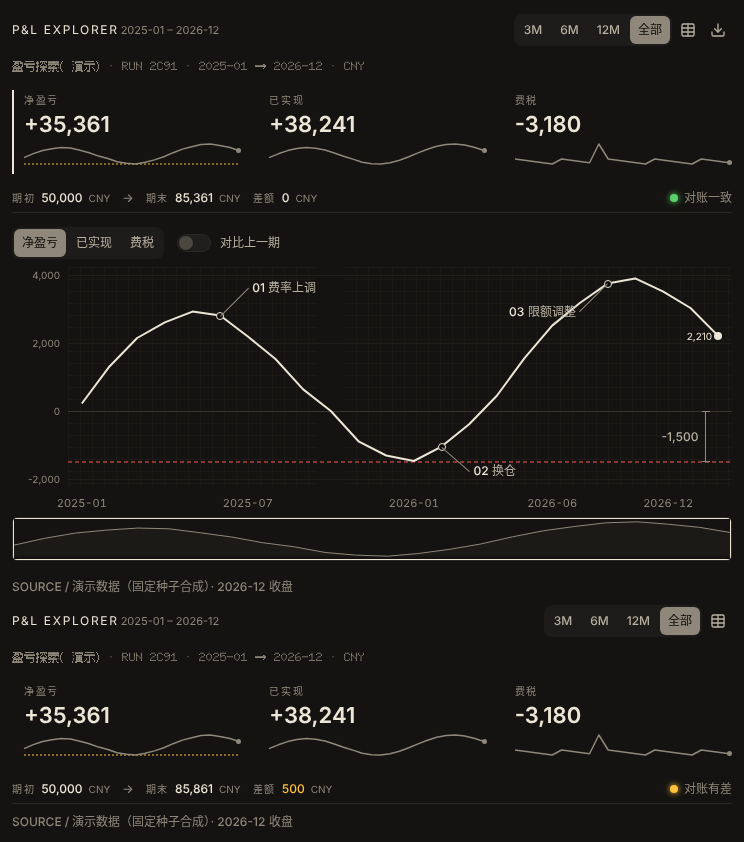 P&L EXPLORER 2025-01 – 2026-12
3M 6M 12M 全部
盈亏探索( 演示) · RUN 2C91 · 2025-01 → 2026-12 · CNY
净盈亏 已实现 费税
+35,361 +38,241 -3,180
期初 50,000 CNY → 期末 85,361 CNY 差额 0 CNY 对账一致
净盈亏 已实现 费税 对比上一期
4,000
01 费率上调
03 限额调整
2,000
2,210
0
-1,500
02 换仓
-2,000
2025-01 2025-07 2026-01 2026-06 2026-12
SOURCE / 演示数据（固定种子合成）· 2026-12 收盘
P&L EXPLORER 2025-01 – 2026-12
3M 6M 12M 全部
盈亏探索( 演示) · RUN 2C91 · 2025-01 → 2026-12 · CNY
净盈亏 已实现 费税
+35,361 +38,241 -3,180
期初 50,000 CNY → 期末 85,861 CNY 差额 500 CNY 对账有差
SOURCE / 演示数据（固定种子合成）· 2026-12 收盘